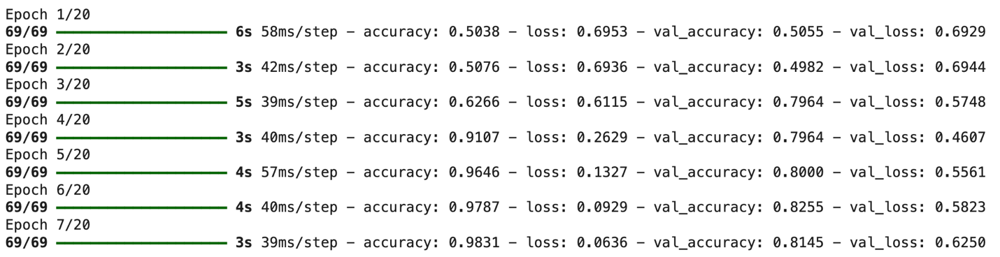 Epoch 1/20
69/69 ━━━━━━━━━━━━━━━━━━━━ 6s 58ms/step - accuracy: 0.5038 - loss: 0.6953 - val_accuracy: 0.5055 - val_loss: 0.6929
Epoch 2/20
69/69 ━━━━━━━━━━━━━━━━━━━━ 3s 42ms/step - accuracy: 0.5076 - loss: 0.6936 - val_accuracy: 0.4982 - val_loss: 0.6944
Epoch 3/20
69/69 ━━━━━━━━━━━━━━━━━━━━ 5s 39ms/step - accuracy: 0.6266 - loss: 0.6115 - val_accuracy: 0.7964 - val_loss: 0.5748
Epoch 4/20
69/69 ━━━━━━━━━━━━━━━━━━━━ 3s 40ms/step - accuracy: 0.9107 - loss: 0.2629 - val_accuracy: 0.7964 - val_loss: 0.4607
Epoch 5/20
69/69 ━━━━━━━━━━━━━━━━━━━━ 4s 57ms/step - accuracy: 0.9646 - loss: 0.1327 - val_accuracy: 0.8000 - val_loss: 0.5561
Epoch 6/20
69/69 ━━━━━━━━━━━━━━━━━━━━ 4s 40ms/step - accuracy: 0.9787 - loss: 0.0929 - val_accuracy: 0.8255 - val_loss: 0.5823
Epoch 7/20
69/69 ━━━━━━━━━━━━━━━━━━━━ 3s 39ms/step - accuracy: 0.9831 - loss: 0.0636 - val_accuracy: 0.8145 - val_loss: 0.6250